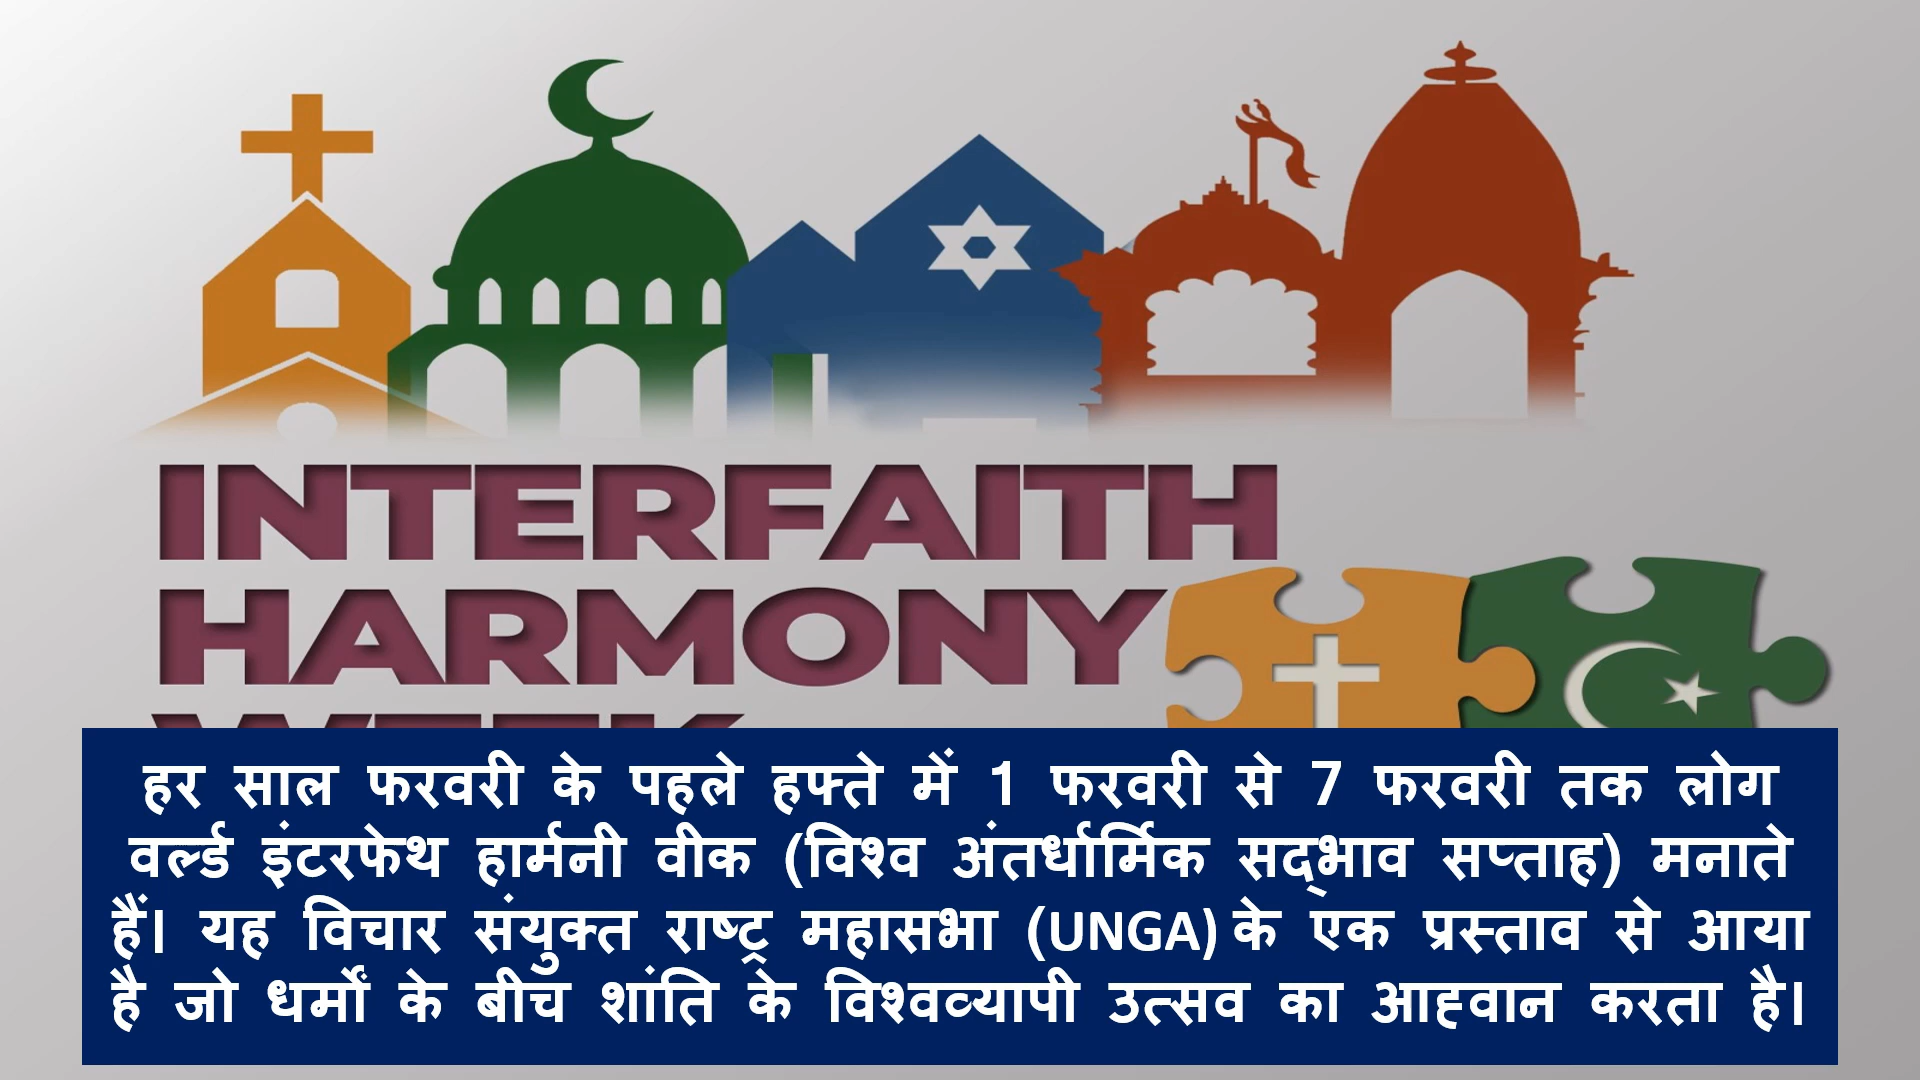 INTERFAITH
HARMONY
WEEK
हर साल फरवरी के पहले हफ्ते में 1 फरवरी से 7 फरवरी तक लोग
वर्ल्ड इंटरफेथ हार्मनी वीक (विश्व अंतर्धार्मिक सद्भाव सप्ताह) मनाते
हैं। यह विचार संयुक्त राष्ट्र महासभा (UNGA) के एक प्रस्ताव से आया
है जो धर्मों के बीच शांति के विश्वव्यापी उत्सव का आह्वान करता है।